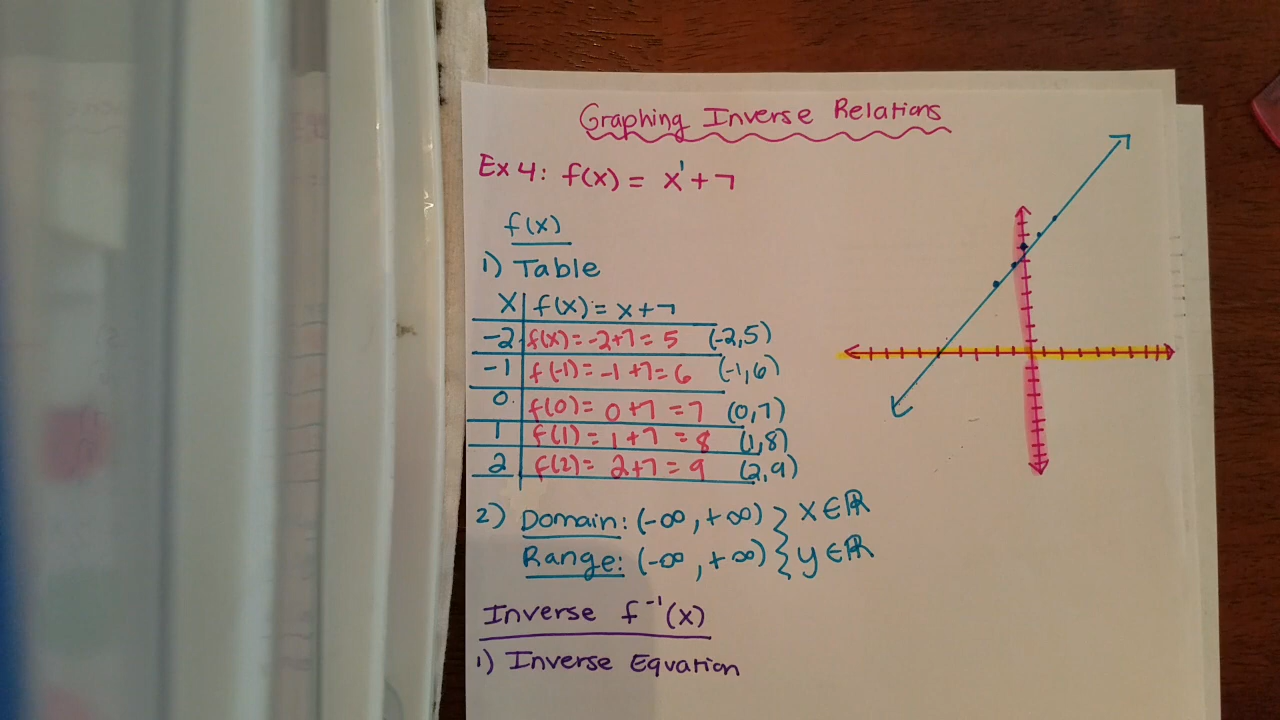 Graphing Inverse Relations
Ex 4: f(x) = x¹ + 7
f(x)
1) Table
x f(x) = x + 7
-2 f(x) = -2+7 = 5 (-2,5)
-1 f(-1) = -1 +7 = 6 (-1,6)
0 f(0) = 0 +7 = 7 (0,7)
1 f(1) = 1+7 = 8 (1,8)
2 f(2) = 2+7 = 9 (2,9)
2) Domain: (-∞, +∞) } x ∈ ℝ
Range: (-∞, +∞) } y ∈ ℝ
Inverse f⁻¹(x)
1) Inverse Equation